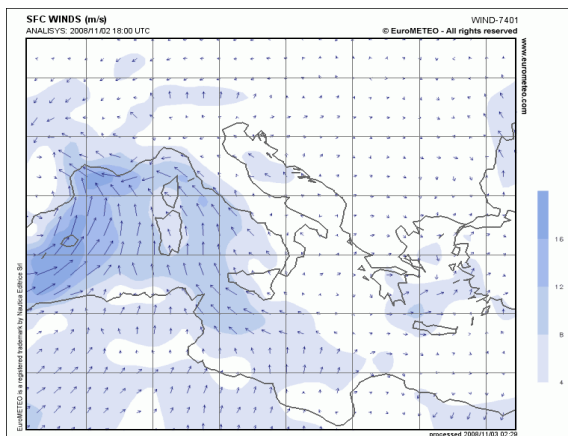 SFC WINDS (m/s)
WIND-7401
ANALISYS: 2008/11/02 18:00 UTC
© EuroMETEO - All rights reserved
www.eurometeo.com
16
12
8
4
EuroMETEO is a registered trademark by Nautica Editrice Srl
processed 2008/11/03 02:28